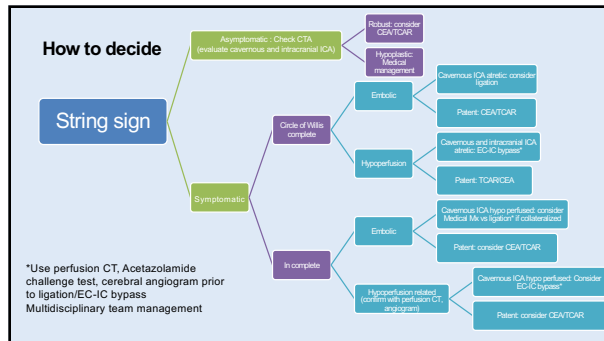 How to decide
String sign
Asymptomatic : Check CTA
(evaluate cavernous and intracranial ICA)
Robust: consider
CEA/TCAR
Hypoplastic:
Medical
management
Symptomatic
Circle of Willis
complete
Embolic
Cavernous ICA atretic: consider
ligation
Patent: CEA/TCAR
Hypoperfusion
Cavernous and intracranial ICA
atretic: EC-IC bypass*
Patent: TCAR/CEA
In complete
Embolic
Cavernous ICA hypo perfused: consider
Medical Mx vs ligation* if collateralized
Patent: consider CEA/TCAR
Hypoperfusion related
(confirm with perfusion CT,
angiogram)
Cavernous ICA hypo perfused: Consider
EC-IC bypass*
Patent: consider CEA/TCAR
*Use perfusion CT, Acetazolamide
challenge test, cerebral angiogram prior
to ligation/EC-IC bypass
Multidisciplinary team management